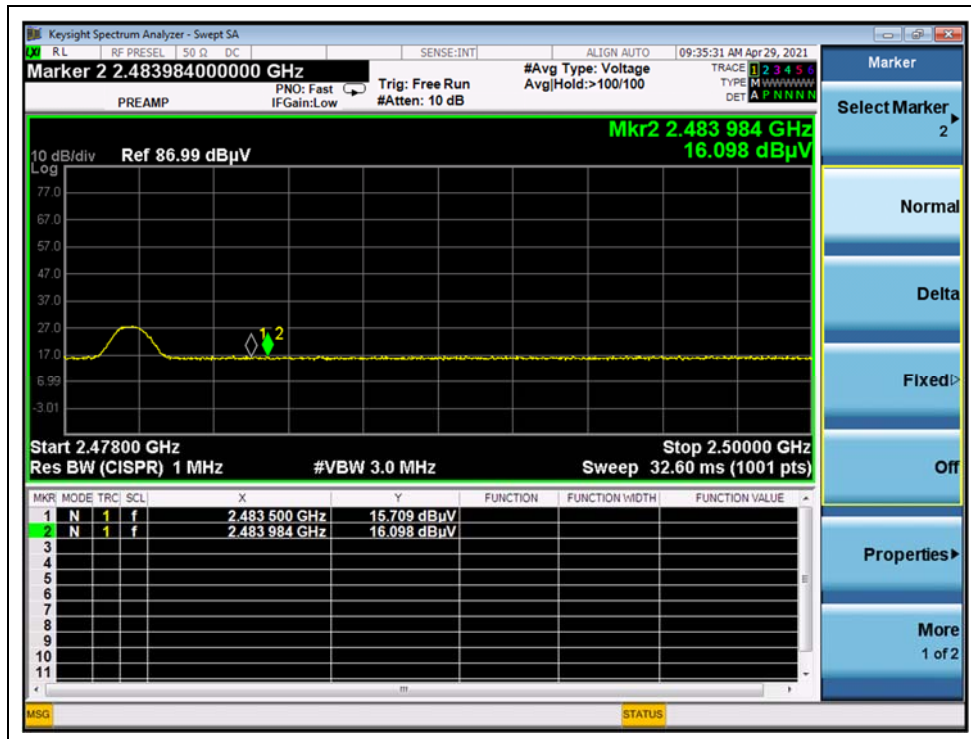 Keysight Spectrum Analyzer - Swept SA
LXI RL RF PRESEL 50 Ω DC SENSE:INT ALIGN AUTO 09:35:31 AM Apr 29, 2021
Marker 2 2.483984000000 GHz
PREAMP
PNO: Fast
IFGain:Low
Trig: Free Run
#Atten: 10 dB
#Avg Type: Voltage
Avg|Hold:>100/100
TRACE 1 2 3 4 5 6
TYPE M WWWWW
DET A P N N N N
Mkr2 2.483 984 GHz
16.098 dBµV
10 dB/div Ref 86.99 dBµV
Log
77.0
67.0
57.0
47.0
37.0
27.0
17.0
6.99
-3.01
1 2
Start 2.47800 GHz Stop 2.50000 GHz
Res BW (CISPR) 1 MHz #VBW 3.0 MHz Sweep 32.60 ms (1001 pts)
MKR MODE TRC SCL X Y FUNCTION FUNCTION WIDTH FUNCTION VALUE
1 N 1 f 2.483 500 GHz 15.709 dBµV
2 N 1 f 2.483 984 GHz 16.098 dBµV
3
4
5
6
7
8
9
10
11
MSG STATUS
Marker
Select Marker
2
Normal
Delta
Fixed
Off
Properties
More
1 of 2